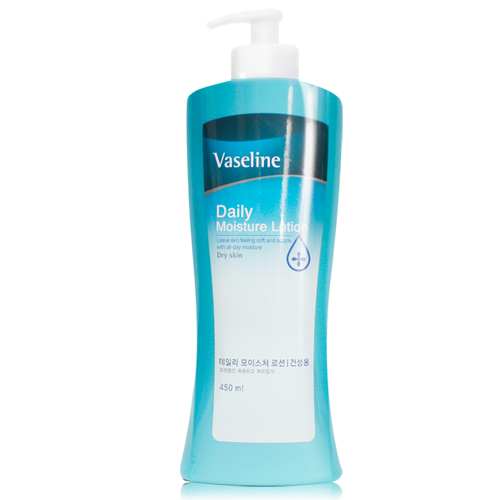 Vaseline
Daily
Moisture Lotion
Leave skin feeling soft and supple
with all-day moisture
Dry skin
데일리 모이스처 로션 | 건성용
450 ml